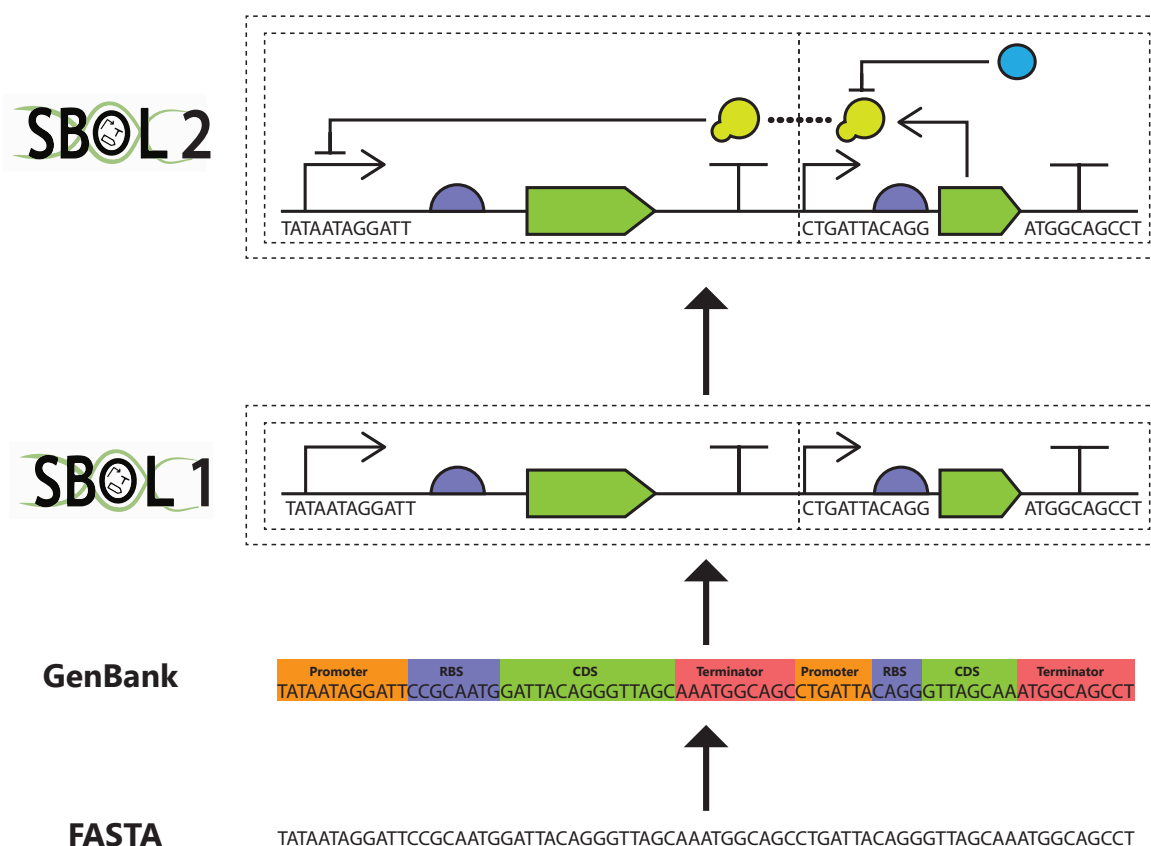 SBOL 2
TATAATAGGATT CTGATTACAGG ATGGCAGCCT
SBOL 1
TATAATAGGATT CTGATTACAGG ATGGCAGCCT
GenBank
Promoter RBS CDS Terminator Promoter RBS CDS Terminator
TATAATAGGATTCCGCAATGGATTACAGGGTTAGCAAATGGCAGCCTGATTACAGGGTTAGCAAATGGCAGCCT
FASTA
TATAATAGGATTCCGCAATGGATTACAGGGTTAGCAAATGGCAGCCTGATTACAGGGTTAGCAAATGGCAGCCT